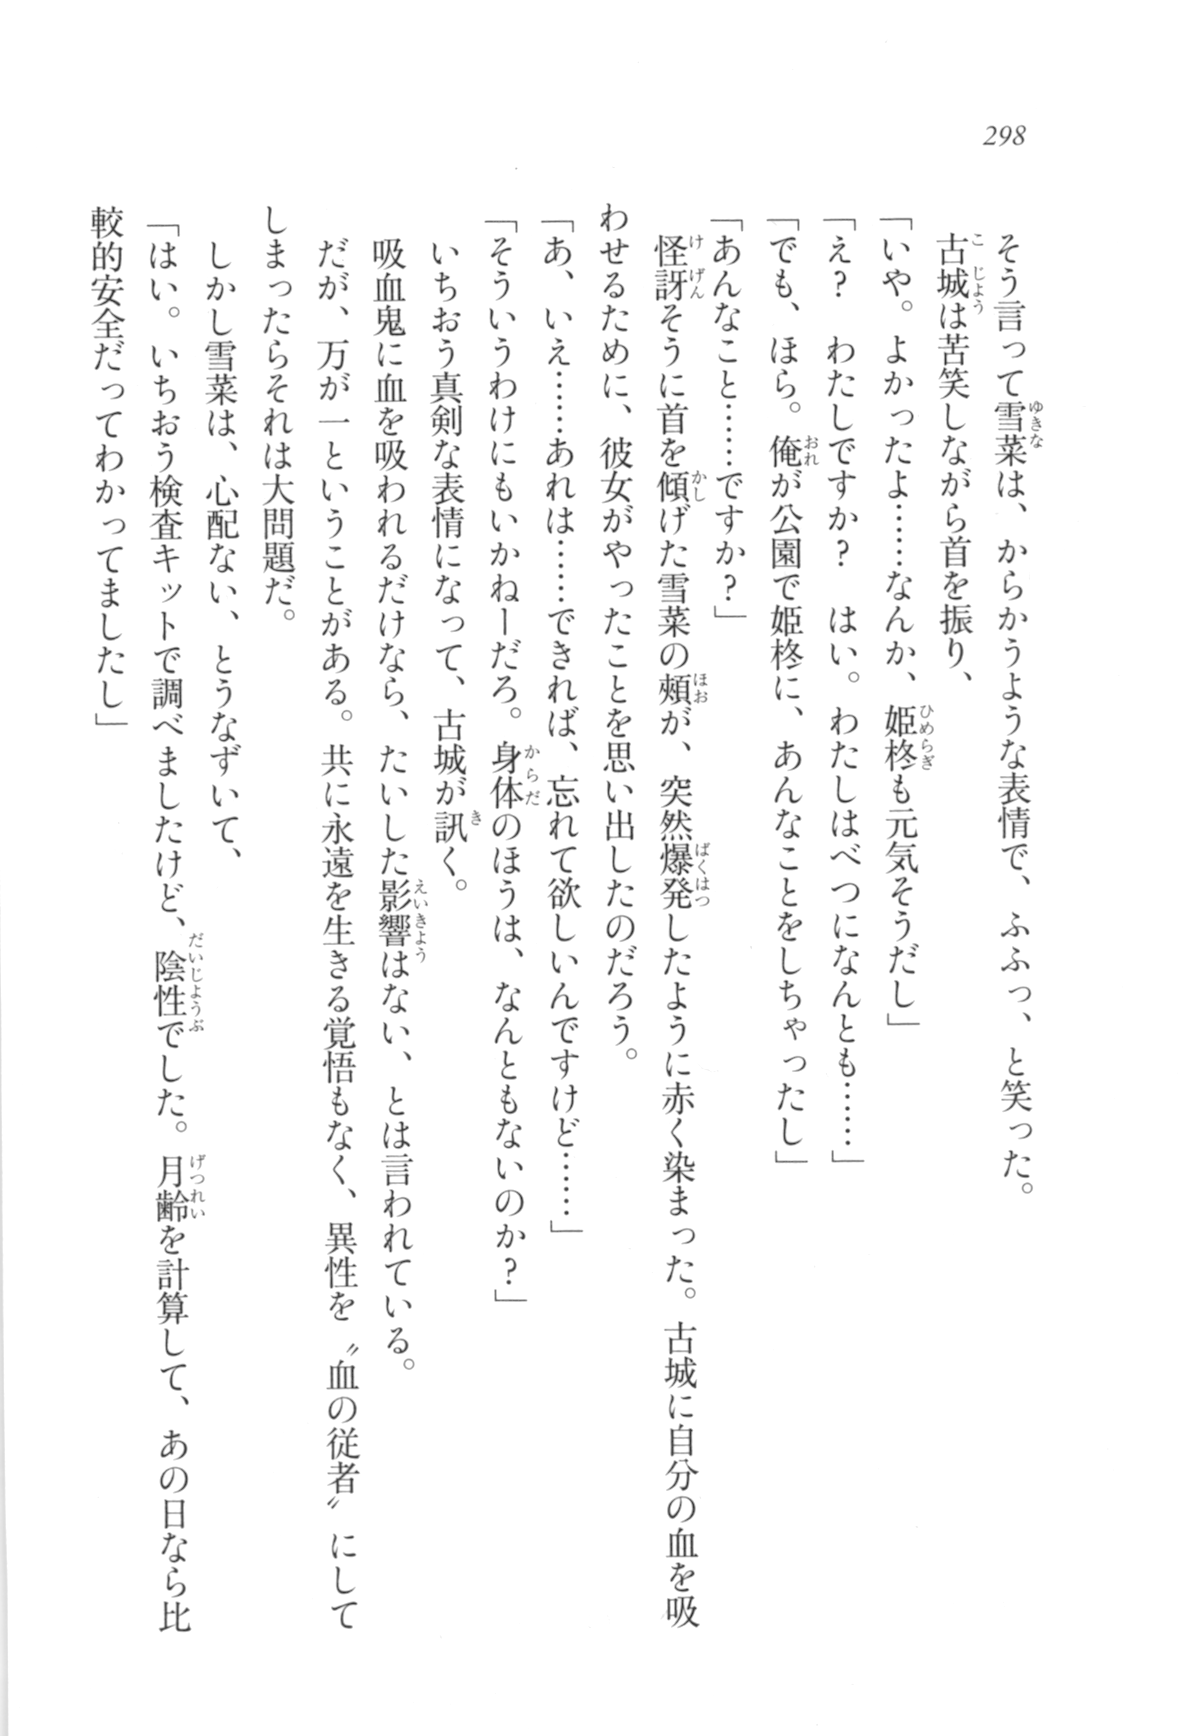 298
そう言って雪菜は、からかうような表情で、ふふっ、と笑った。
古城は苦笑しながら首を振り、
「いや。よかったよ……なんか、姫柊も元気そうだし」
「え?　わたしですか?　はい。わたしはべつになんとも……」
「でも、ほら。俺が公園で姫柊に、あんなことをしちゃったし」
「あんなこと……ですか?」
怪訝そうに首を傾げた雪菜の頬が、突然爆発したように赤く染まった。古城に自分の血を吸
わせるために、彼女がやったことを思い出したのだろう。
「あ、いえ……あれは……できれば、忘れて欲しいんですけど……」
「そういうわけにもいかねーだろ。身体のほうは、なんともないのか?」
いちおう真剣な表情になって、古城が訊く。
吸血鬼に血を吸われるだけなら、たいした影響はない、とは言われている。
だが、万が一ということがある。共に永遠を生きる覚悟もなく、異性を〝血の従者〟にして
しまったらそれは大問題だ。
しかし雪菜は、心配ない、とうなずいて、
「はい。いちおう検査キットで調べましたけど、陰性でした。月齢を計算して、あの日なら比
較的安全だってわかってましたし」